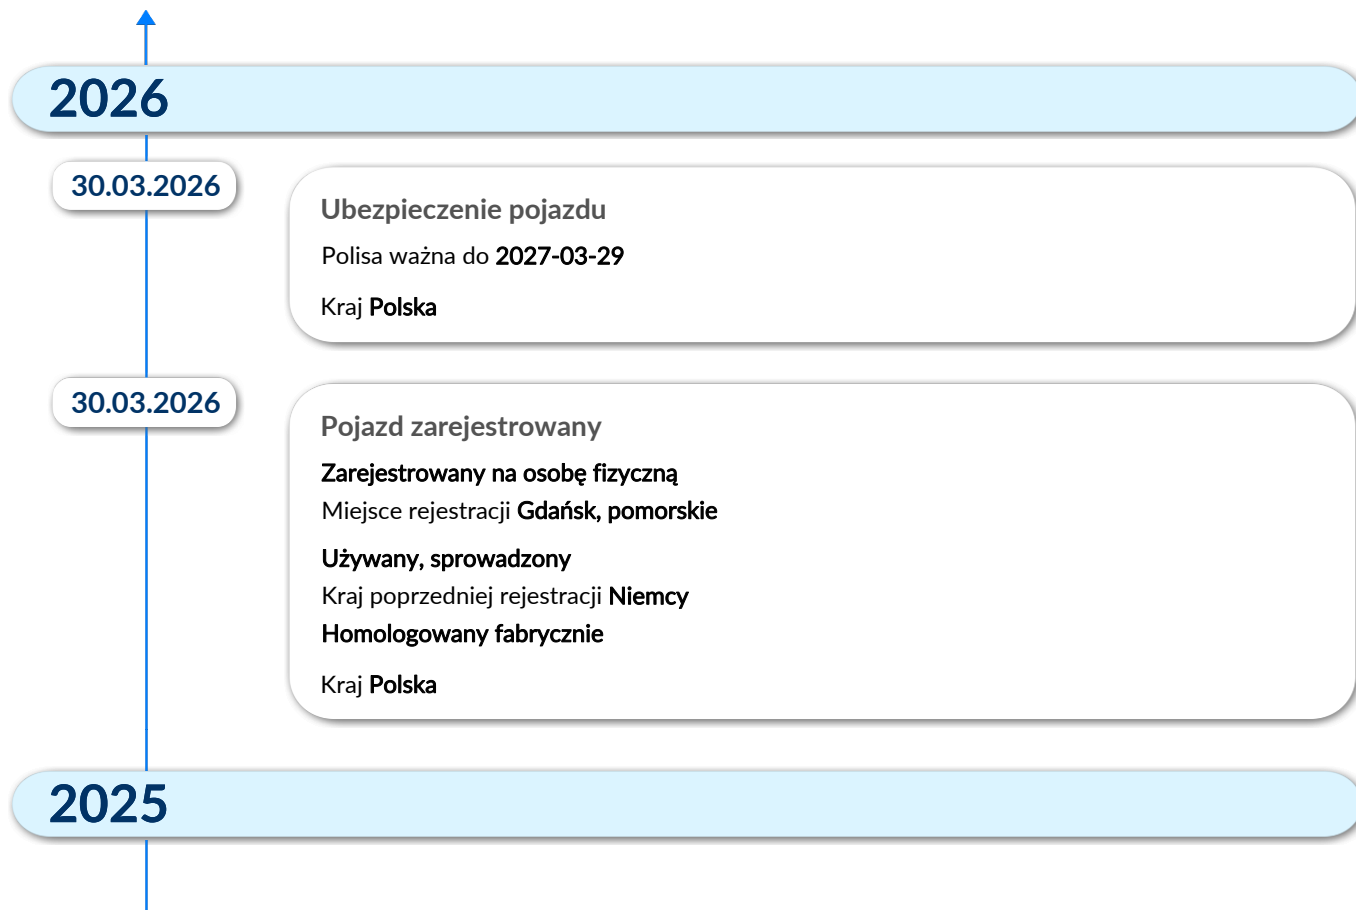 2026
30.03.2026
Ubezpieczenie pojazdu
Polisa ważna do 2027-03-29
Kraj Polska
30.03.2026
Pojazd zarejestrowany
Zarejestrowany na osobę fizyczną
Miejsce rejestracji Gdańsk, pomorskie
Używany, sprowadzony
Kraj poprzedniej rejestracji Niemcy
Homologowany fabrycznie
Kraj Polska
2025